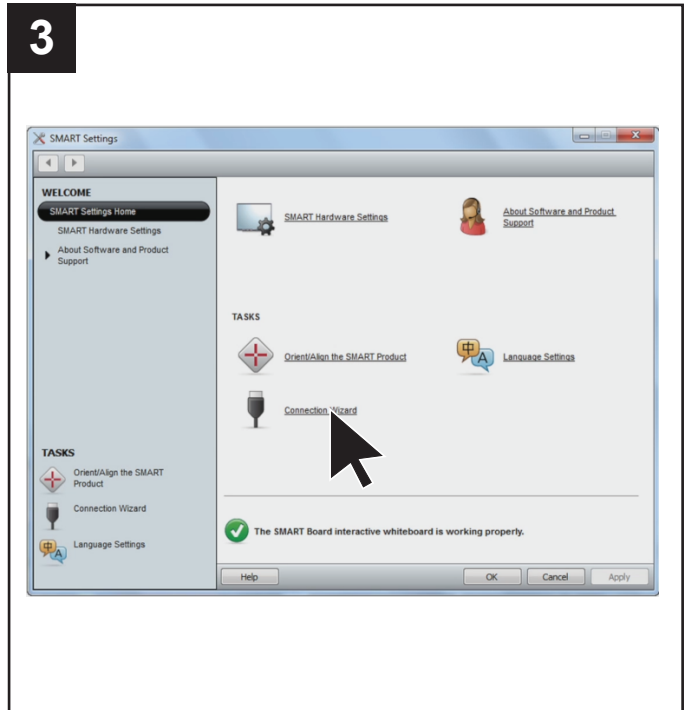 3
SMART Settings
WELCOME
SMART Settings Home
SMART Hardware Settings
About Software and Product
Support
TASKS
Orient/Align the SMART
Product
Connection Wizard
Language Settings
SMART Hardware Settings
About Software and Product
Support
TASKS
Orient/Align the SMART Product
中
A
Language Settings
Connection Wizard
The SMART Board interactive whiteboard is working properly.
中
A
Help
OK
Cancel
Apply